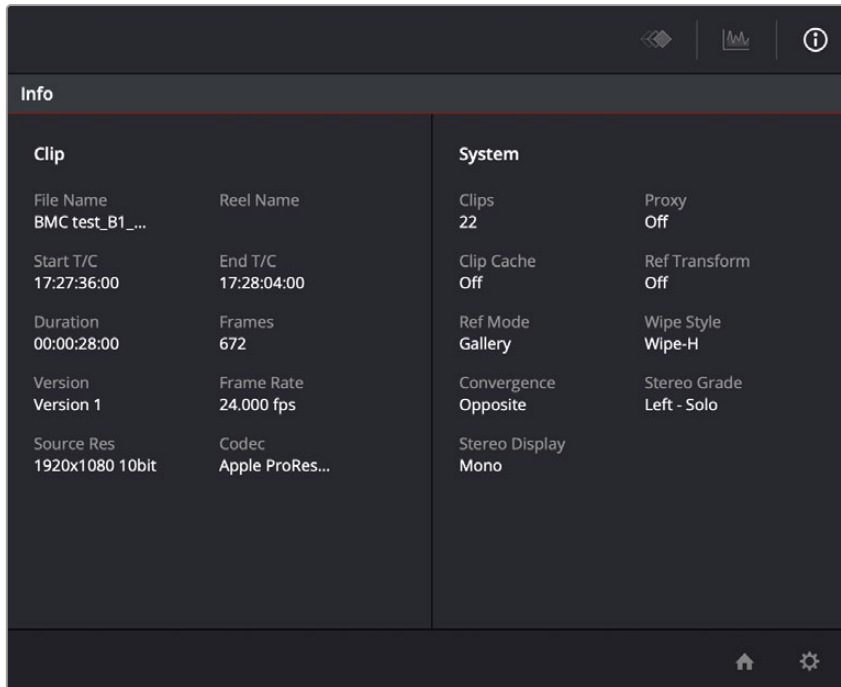 Info
Clip
File Name
Reel Name
BMC test_B1_...
Start T/C
End T/C
17:27:36:00
17:28:04:00
Duration
Frames
00:00:28:00
672
Version
Frame Rate
Version 1
24.000 fps
Source Res
Codec
1920x1080 10bit
Apple ProRes...
System
Clips
Proxy
22
Off
Clip Cache
Ref Transform
Off
Off
Ref Mode
Wipe Style
Gallery
Wipe-H
Convergence
Stereo Grade
Opposite
Left - Solo
Stereo Display
Mono